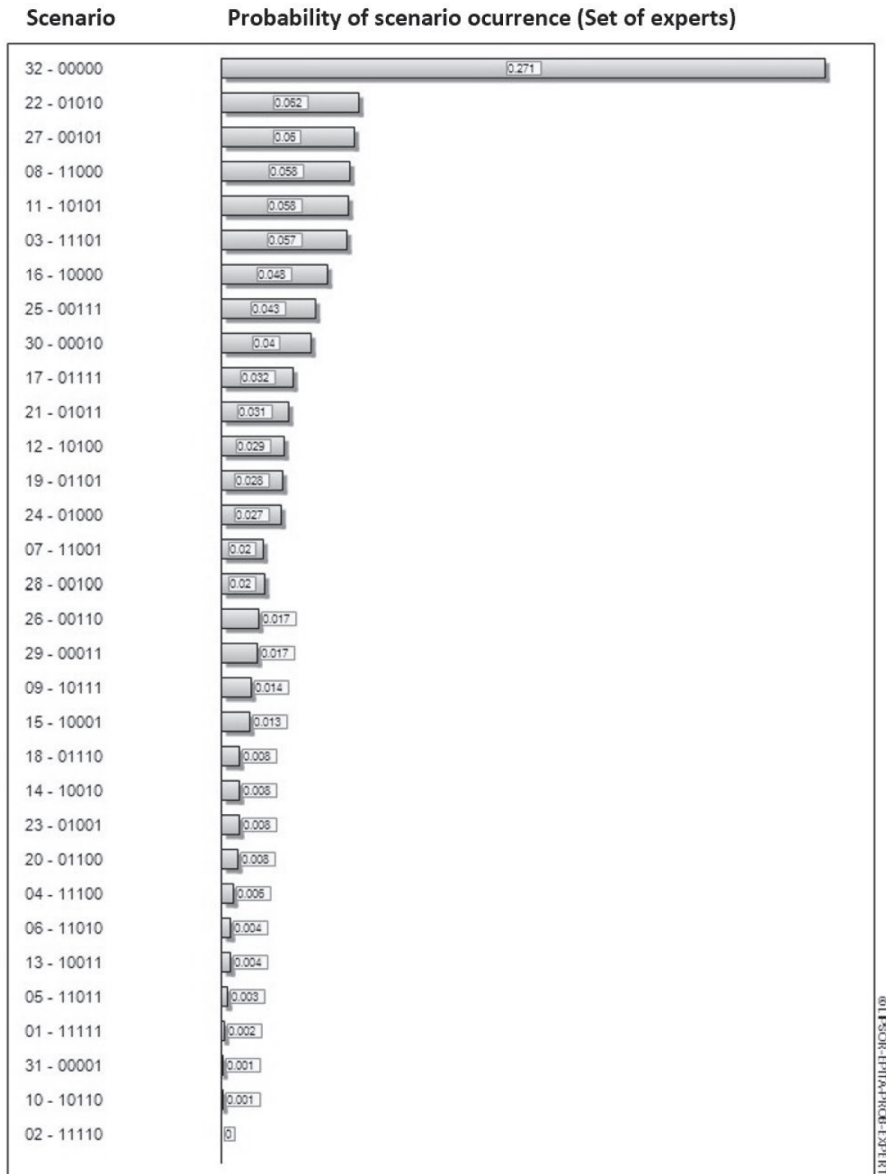 Scenario Probability of scenario ocurrence (Set of experts)
32 - 00000 0.271
22 - 01010 0.062
27 - 00101 0.06
08 - 11000 0.058
11 - 10101 0.058
03 - 11101 0.057
16 - 10000 0.048
25 - 00111 0.043
30 - 00010 0.04
17 - 01111 0.032
21 - 01011 0.031
12 - 10100 0.029
19 - 01101 0.028
24 - 01000 0.027
07 - 11001 0.02
28 - 00100 0.02
26 - 00110 0.017
29 - 00011 0.017
09 - 10111 0.014
15 - 10001 0.013
18 - 01110 0.008
14 - 10010 0.008
23 - 01001 0.008
20 - 01100 0.008
04 - 11100 0.006
06 - 11010 0.004
13 - 10011 0.004
05 - 11011 0.003
01 - 11111 0.002
31 - 00001 0.001
10 - 10110 0.001
02 - 11110 0